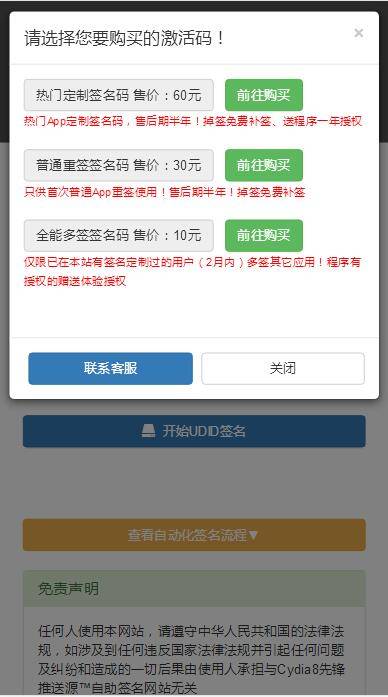 请选择您要购买的激活码！
×
热门定制签名码 售价：60元
前往购买
热门App定制签名码，售后期半年！掉签免费补签、送程序一年授权
普通重签签名码 售价：30元
前往购买
只供首次普通App重签使用！售后期半年！掉签免费补签
全能多签签名码 售价：10元
前往购买
仅限已在本站有签名定制过的用户（2月内）多签其它应用！程序有
授权的赠送体验授权
联系客服
关闭
开始UDID签名
查看自动化签名流程▼
免责声明
任何人使用本网站，请遵守中华人民共和国的法律法
规，如涉及到任何违反国家法律法规并引起任何问题
及纠纷和造成的一切后果由使用人承担与Cydia8先锋
推送源™自助签名网站无关